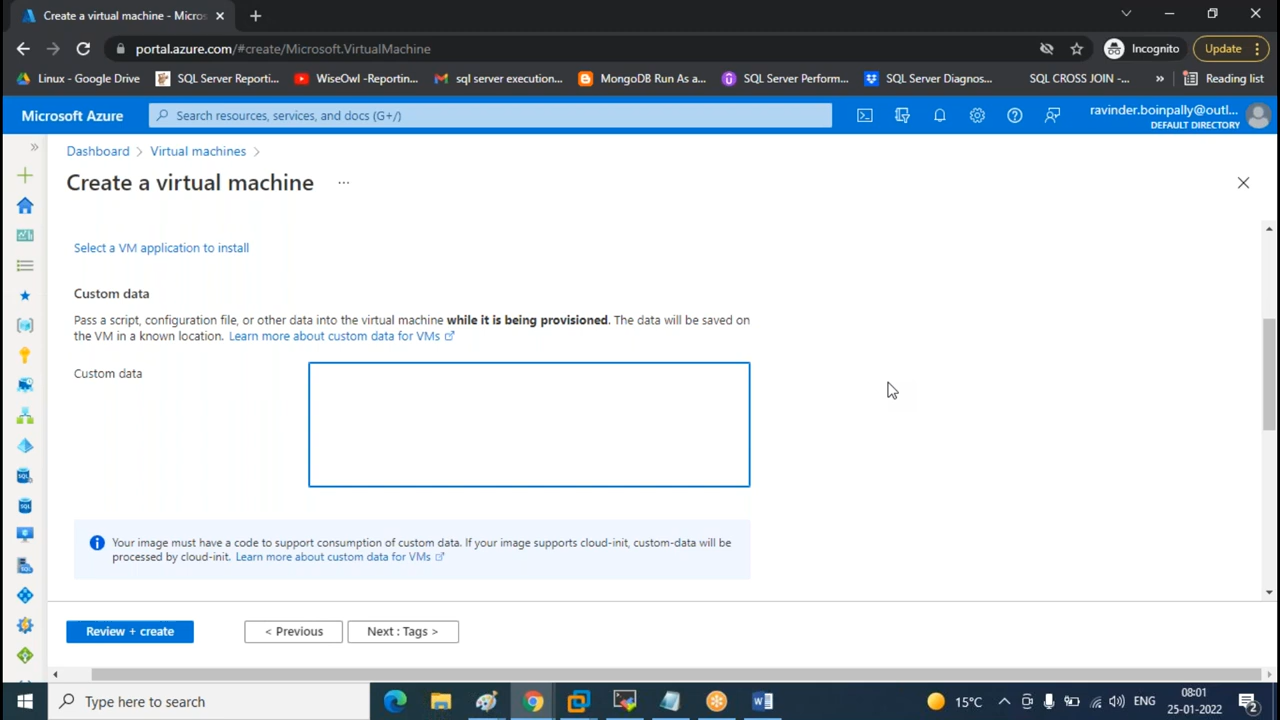 Create a virtual machine - Micros
portal.azure.com/#create/Microsoft.VirtualMachine
Incognito
Update
Linux - Google Drive
SQL Server Reporti...
WiseOwl -Reportin...
sql server execution...
MongoDB Run As a...
SQL Server Perform...
SQL Server Diagnos...
SQL CROSS JOIN -...
»
Reading list
Microsoft Azure
Search resources, services, and docs (G+/)
ravinder.boinpally@outl...
DEFAULT DIRECTORY
Dashboard > Virtual machines >
Create a virtual machine ...
Select a VM application to install
Custom data
Pass a script, configuration file, or other data into the virtual machine while it is being provisioned. The data will be saved on
the VM in a known location. Learn more about custom data for VMs
Custom data
Your image must have a code to support consumption of custom data. If your image supports cloud-init, custom-data will be
processed by cloud-init. Learn more about custom data for VMs
Review + create
< Previous
Next : Tags >
Type here to search
15°C
ENG
08:01
25-01-2022
2